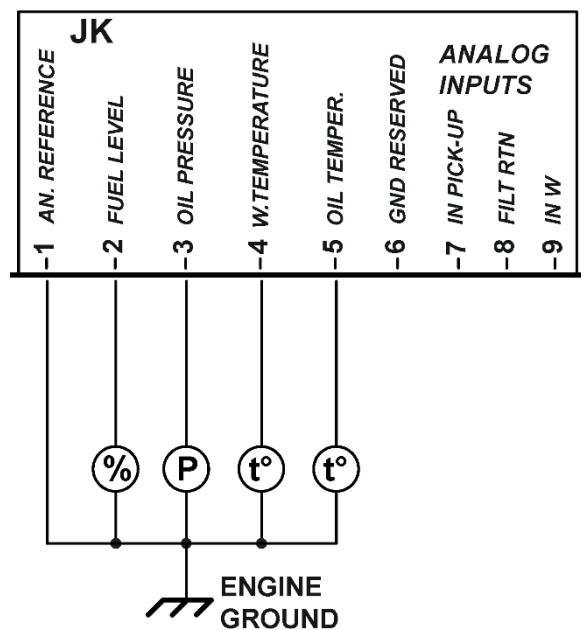 JK
ANALOG
INPUTS
AN. REFERENCE
FUEL LEVEL
OIL PRESSURE
W.TEMPERATURE
OIL TEMPER.
GND RESERVED
IN PICK-UP
FILT RTN
IN W
1
2
3
4
5
6
7
8
9
%
P
t°
t°
ENGINE
GROUND